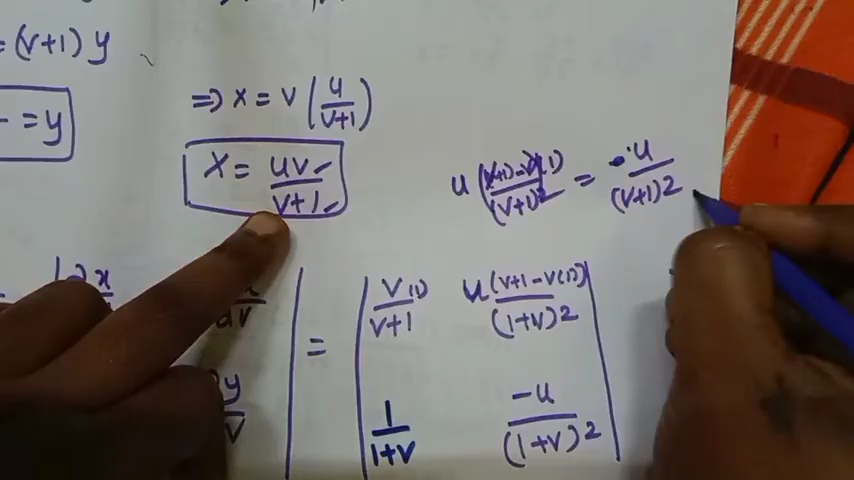 = (v+1) y
⇒ x = v (u/(v+1))
= y
x = uv/(v+1)
u ((v+1) - v(1))/(v+1)2 = u/(v+1)2
= | v(1)/(v+1) u(v+1-v(1))/(1+v)2 |
| 1/(1+v) -u/(1+v)2 |